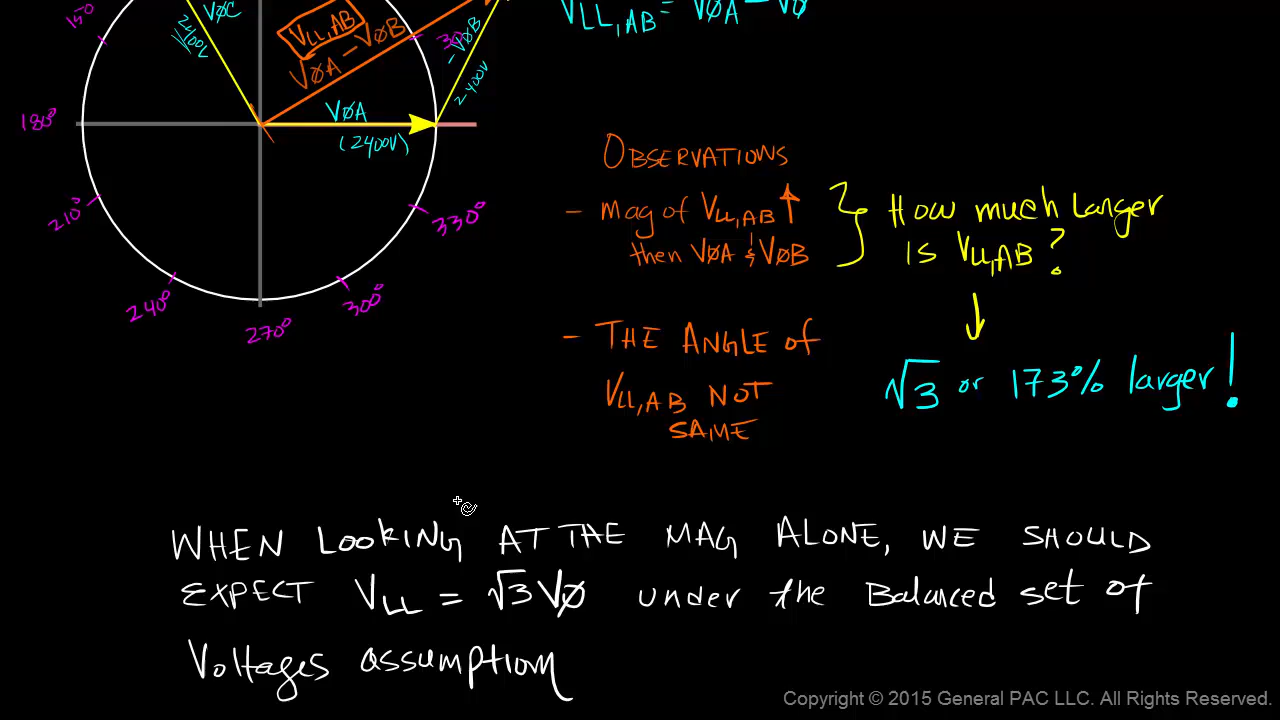 150
VØC
2400∠
VLL,AB
VØA - VØB
30
-VØB
2400V
VLL,AB = VØA - VØ
180°
VØA
(2400V)
210°
330°
240°
300°
270°
OBSERVATIONS
- mag of VLL,AB ↑
then VØA & VØB
How much Larger
is VLL,AB?
- THE ANGLE of
VLL,AB NOT
SAME
√3 or 173% larger!
WHEN LOOKING AT THE MAG ALONE, WE SHOULD
EXPECT VLL = √3 VØ under the Balanced set of
Voltages assumption
Copyright © 2015 General PAC LLC. All Rights Reserved.